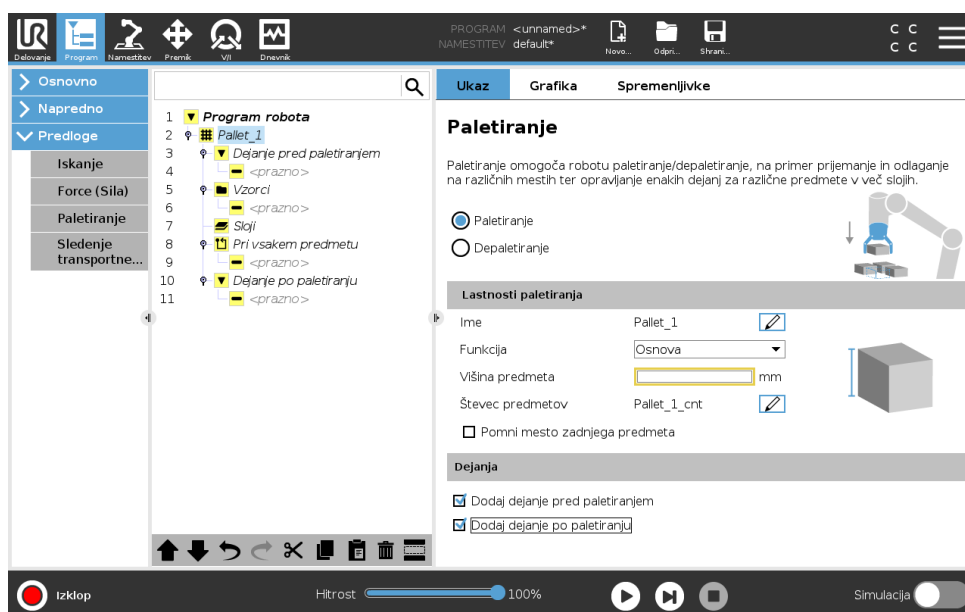 PROGRAM <unnamed>*
NAMESTITEV default*
Delovanje Program Namestitev Premik V/I Dnevnik Novo... Odpri... Shrani...
C C
C C
Osnovno
Napredno
Predloge
Iskanje
Force (Sila)
Paletiranje
Sledenje
transportne...
1 Program robota
2 Pallet_1
3 Dejanje pred paletiranjem
4 <prazno>
5 Vzorci
6 <prazno>
7 Sloji
8 Pri vsakem predmetu
9 <prazno>
10 Dejanje po paletiranju
11 <prazno>
Ukaz Grafika Spremenljivke
Paletiranje
Paletiranje omogoča robotu paletiranje/depaletiranje, na primer prijemanje in odlaganje
na različnih mestih ter opravljanje enakih dejanj za različne predmete v več slojih.
Paletiranje
Depaletiranje
Lastnosti paletiranja
Ime Pallet_1
Funkcija Osnova
Višina predmeta mm
Števec predmetov Pallet_1_cnt
Pomni mesto zadnjega predmeta
Dejanja
Dodaj dejanje pred paletiranjem
Dodaj dejanje po paletiranju
Izklop Hitrost 100% Simulacija